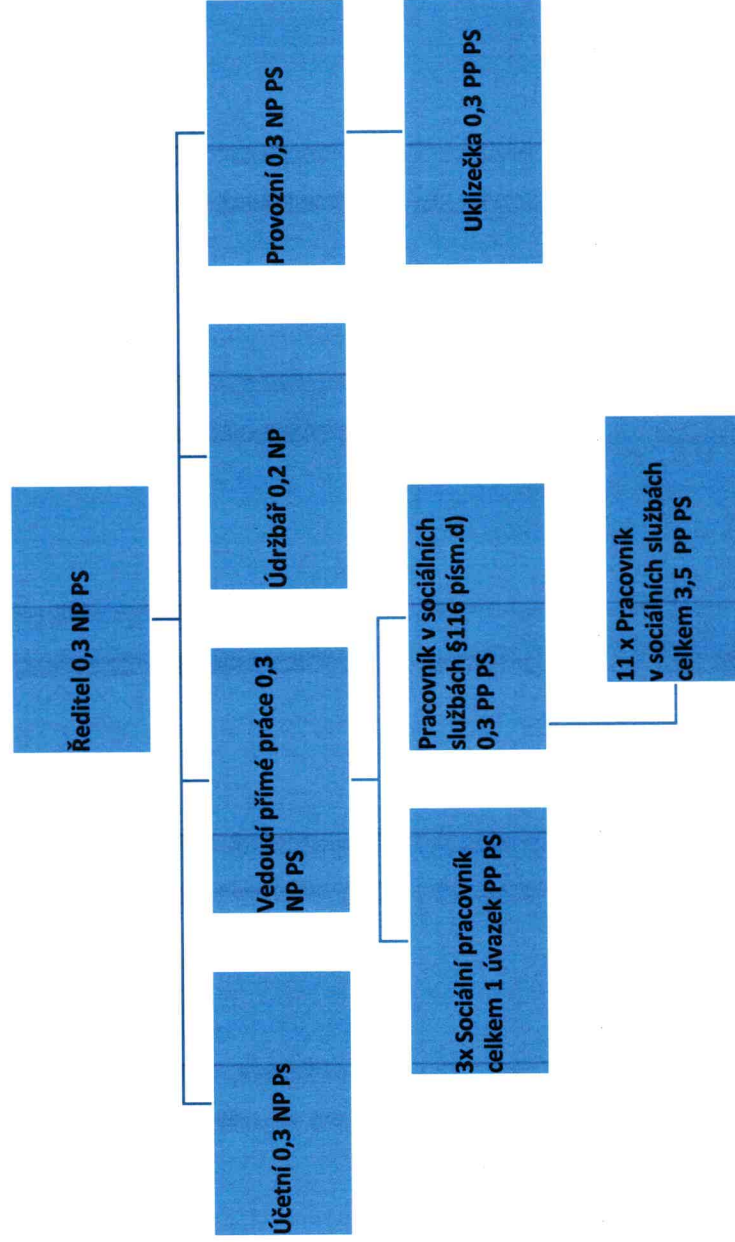 Ředitel 0,3 NP PS
Účetní 0,3 NP Ps
Vedoucí přímé práce 0,3
NP PS
Údržbář 0,2 NP
Provozní 0,3 NP PS
3x Sociální pracovník
celkem 1 úvazek PP PS
Pracovník v sociálních
službách §116 písm.d)
0,3 PP PS
Uklízečka 0,3 PP PS
11 x Pracovník
v sociálních službách
celkem 3,5 PP PS